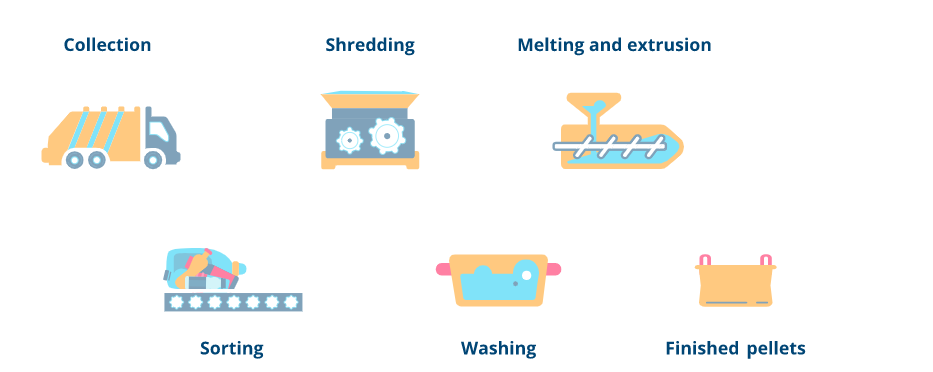 Collection
Shredding
Melting and extrusion
Sorting
Washing
Finished pellets